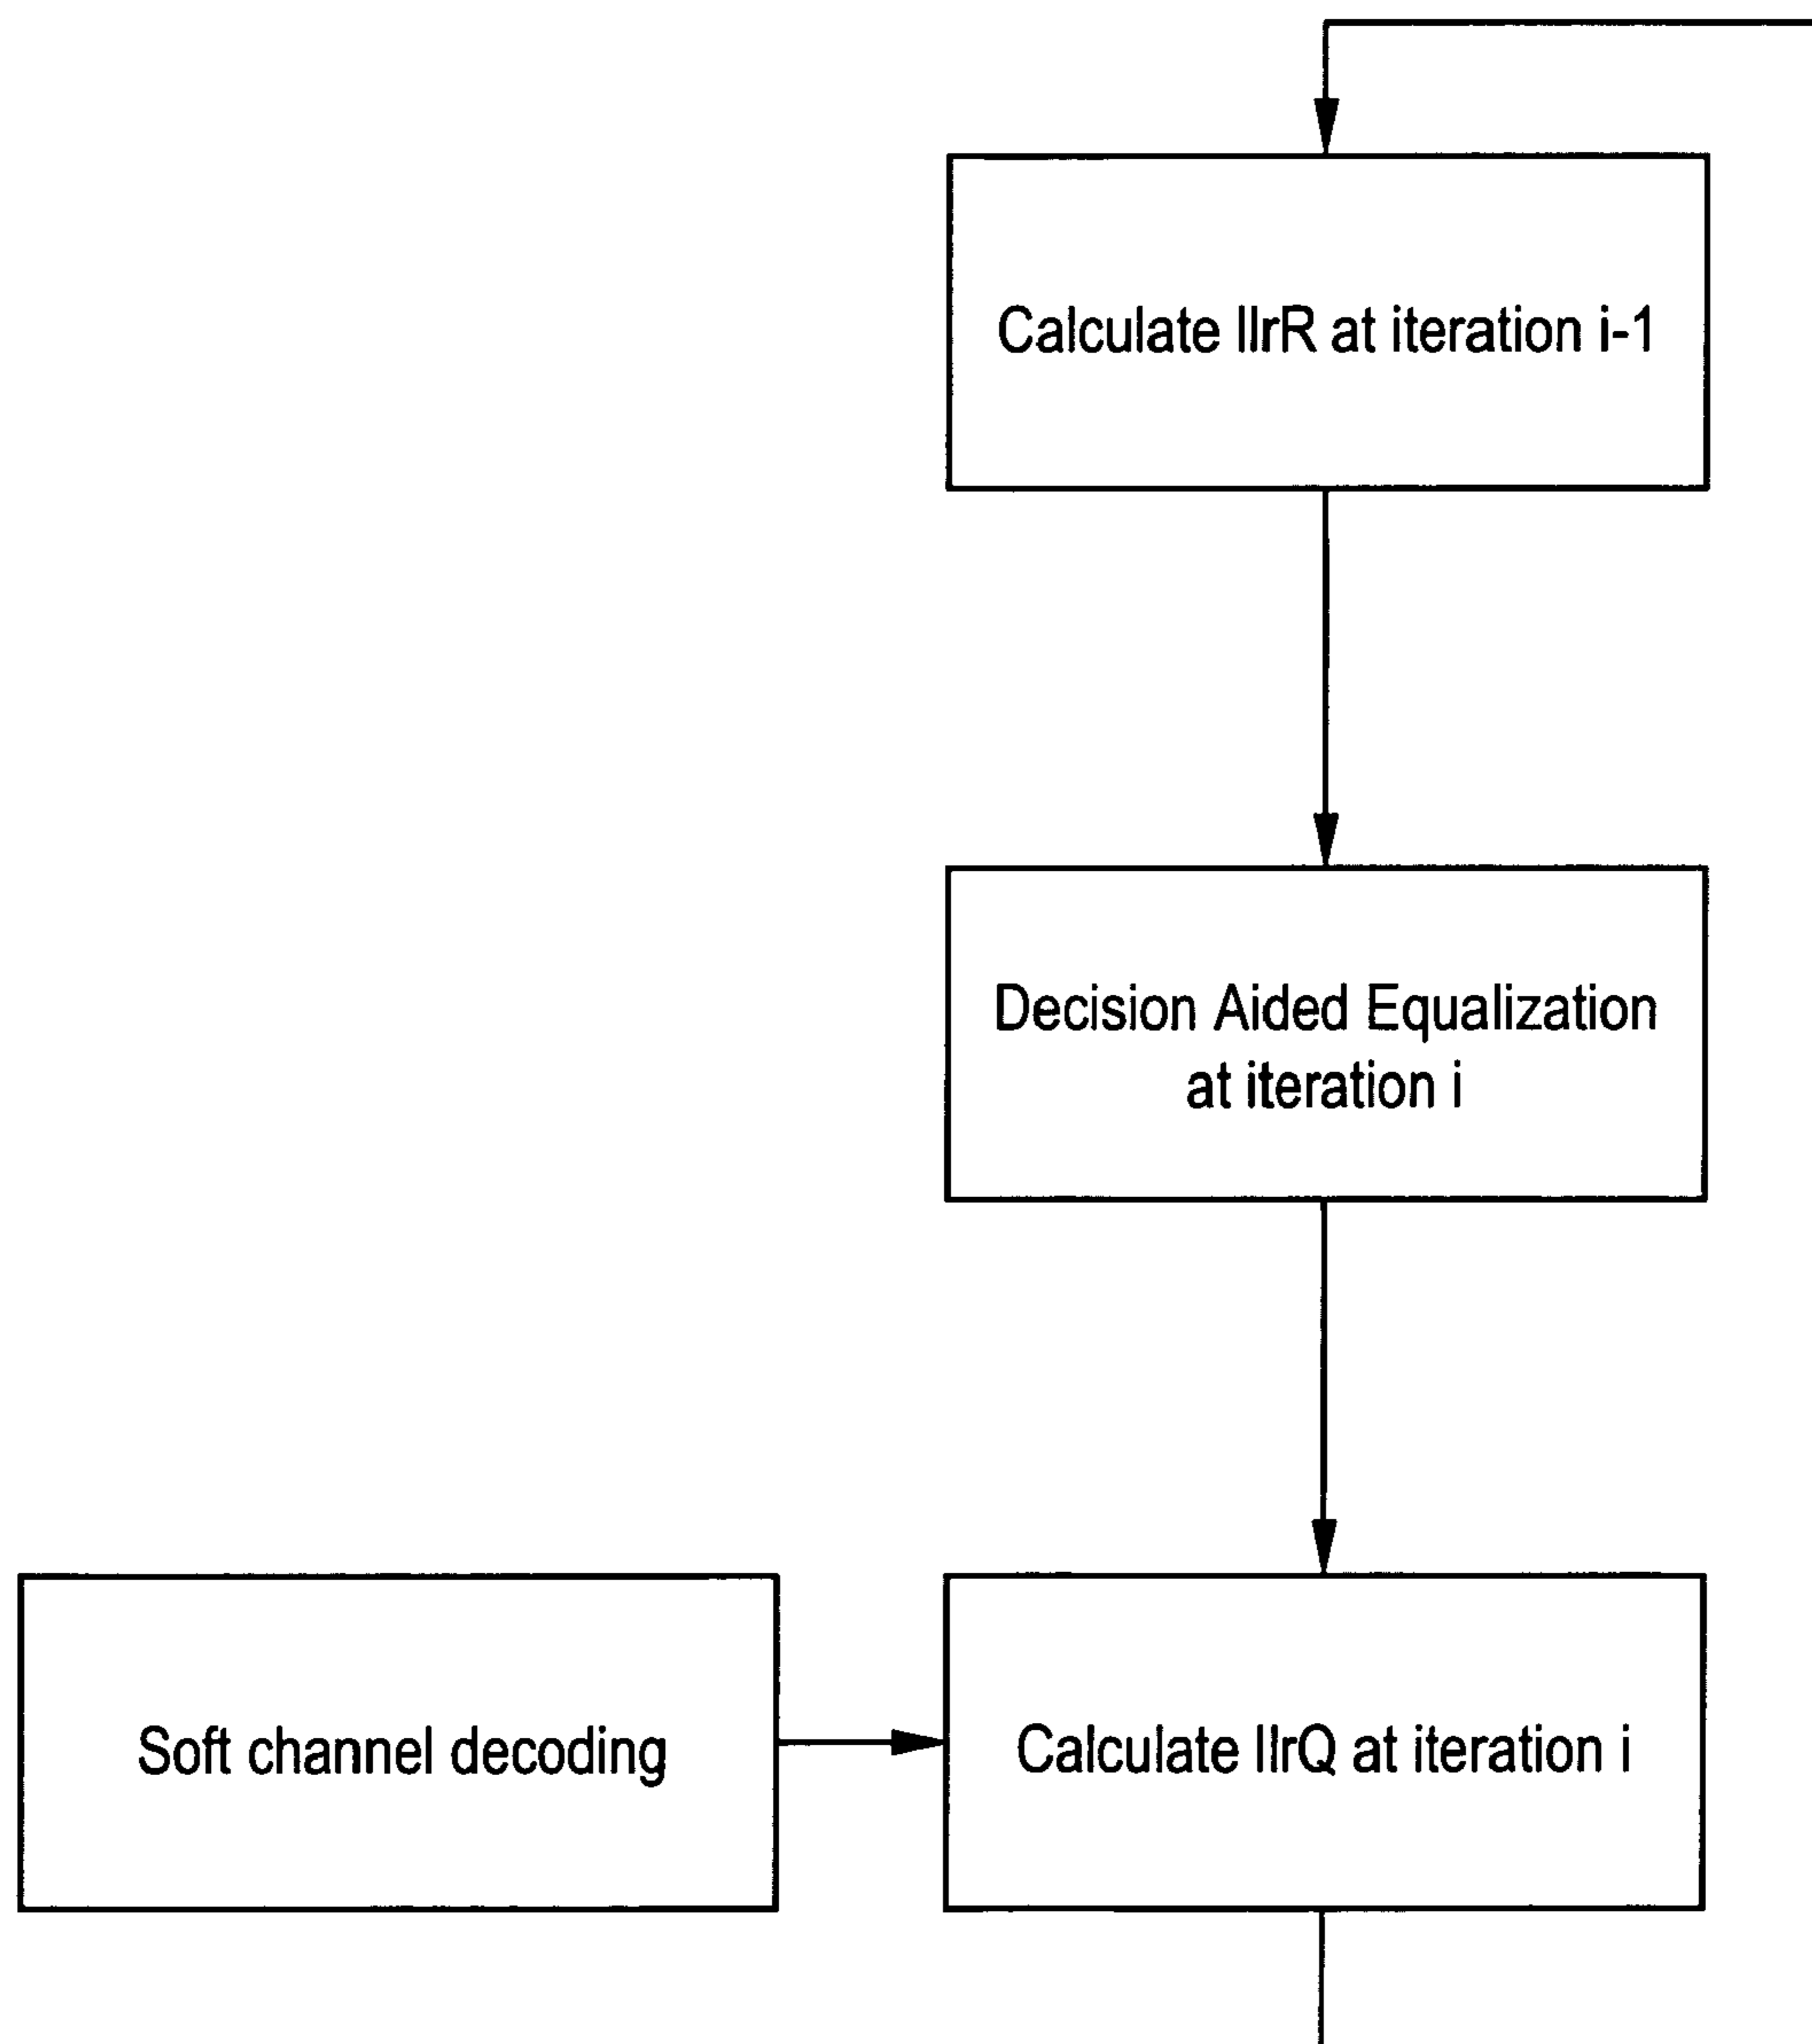 Calculate llrR at iteration i-1
Decision Aided Equalization
at iteration i
Soft channel decoding
Calculate llrQ at iteration i